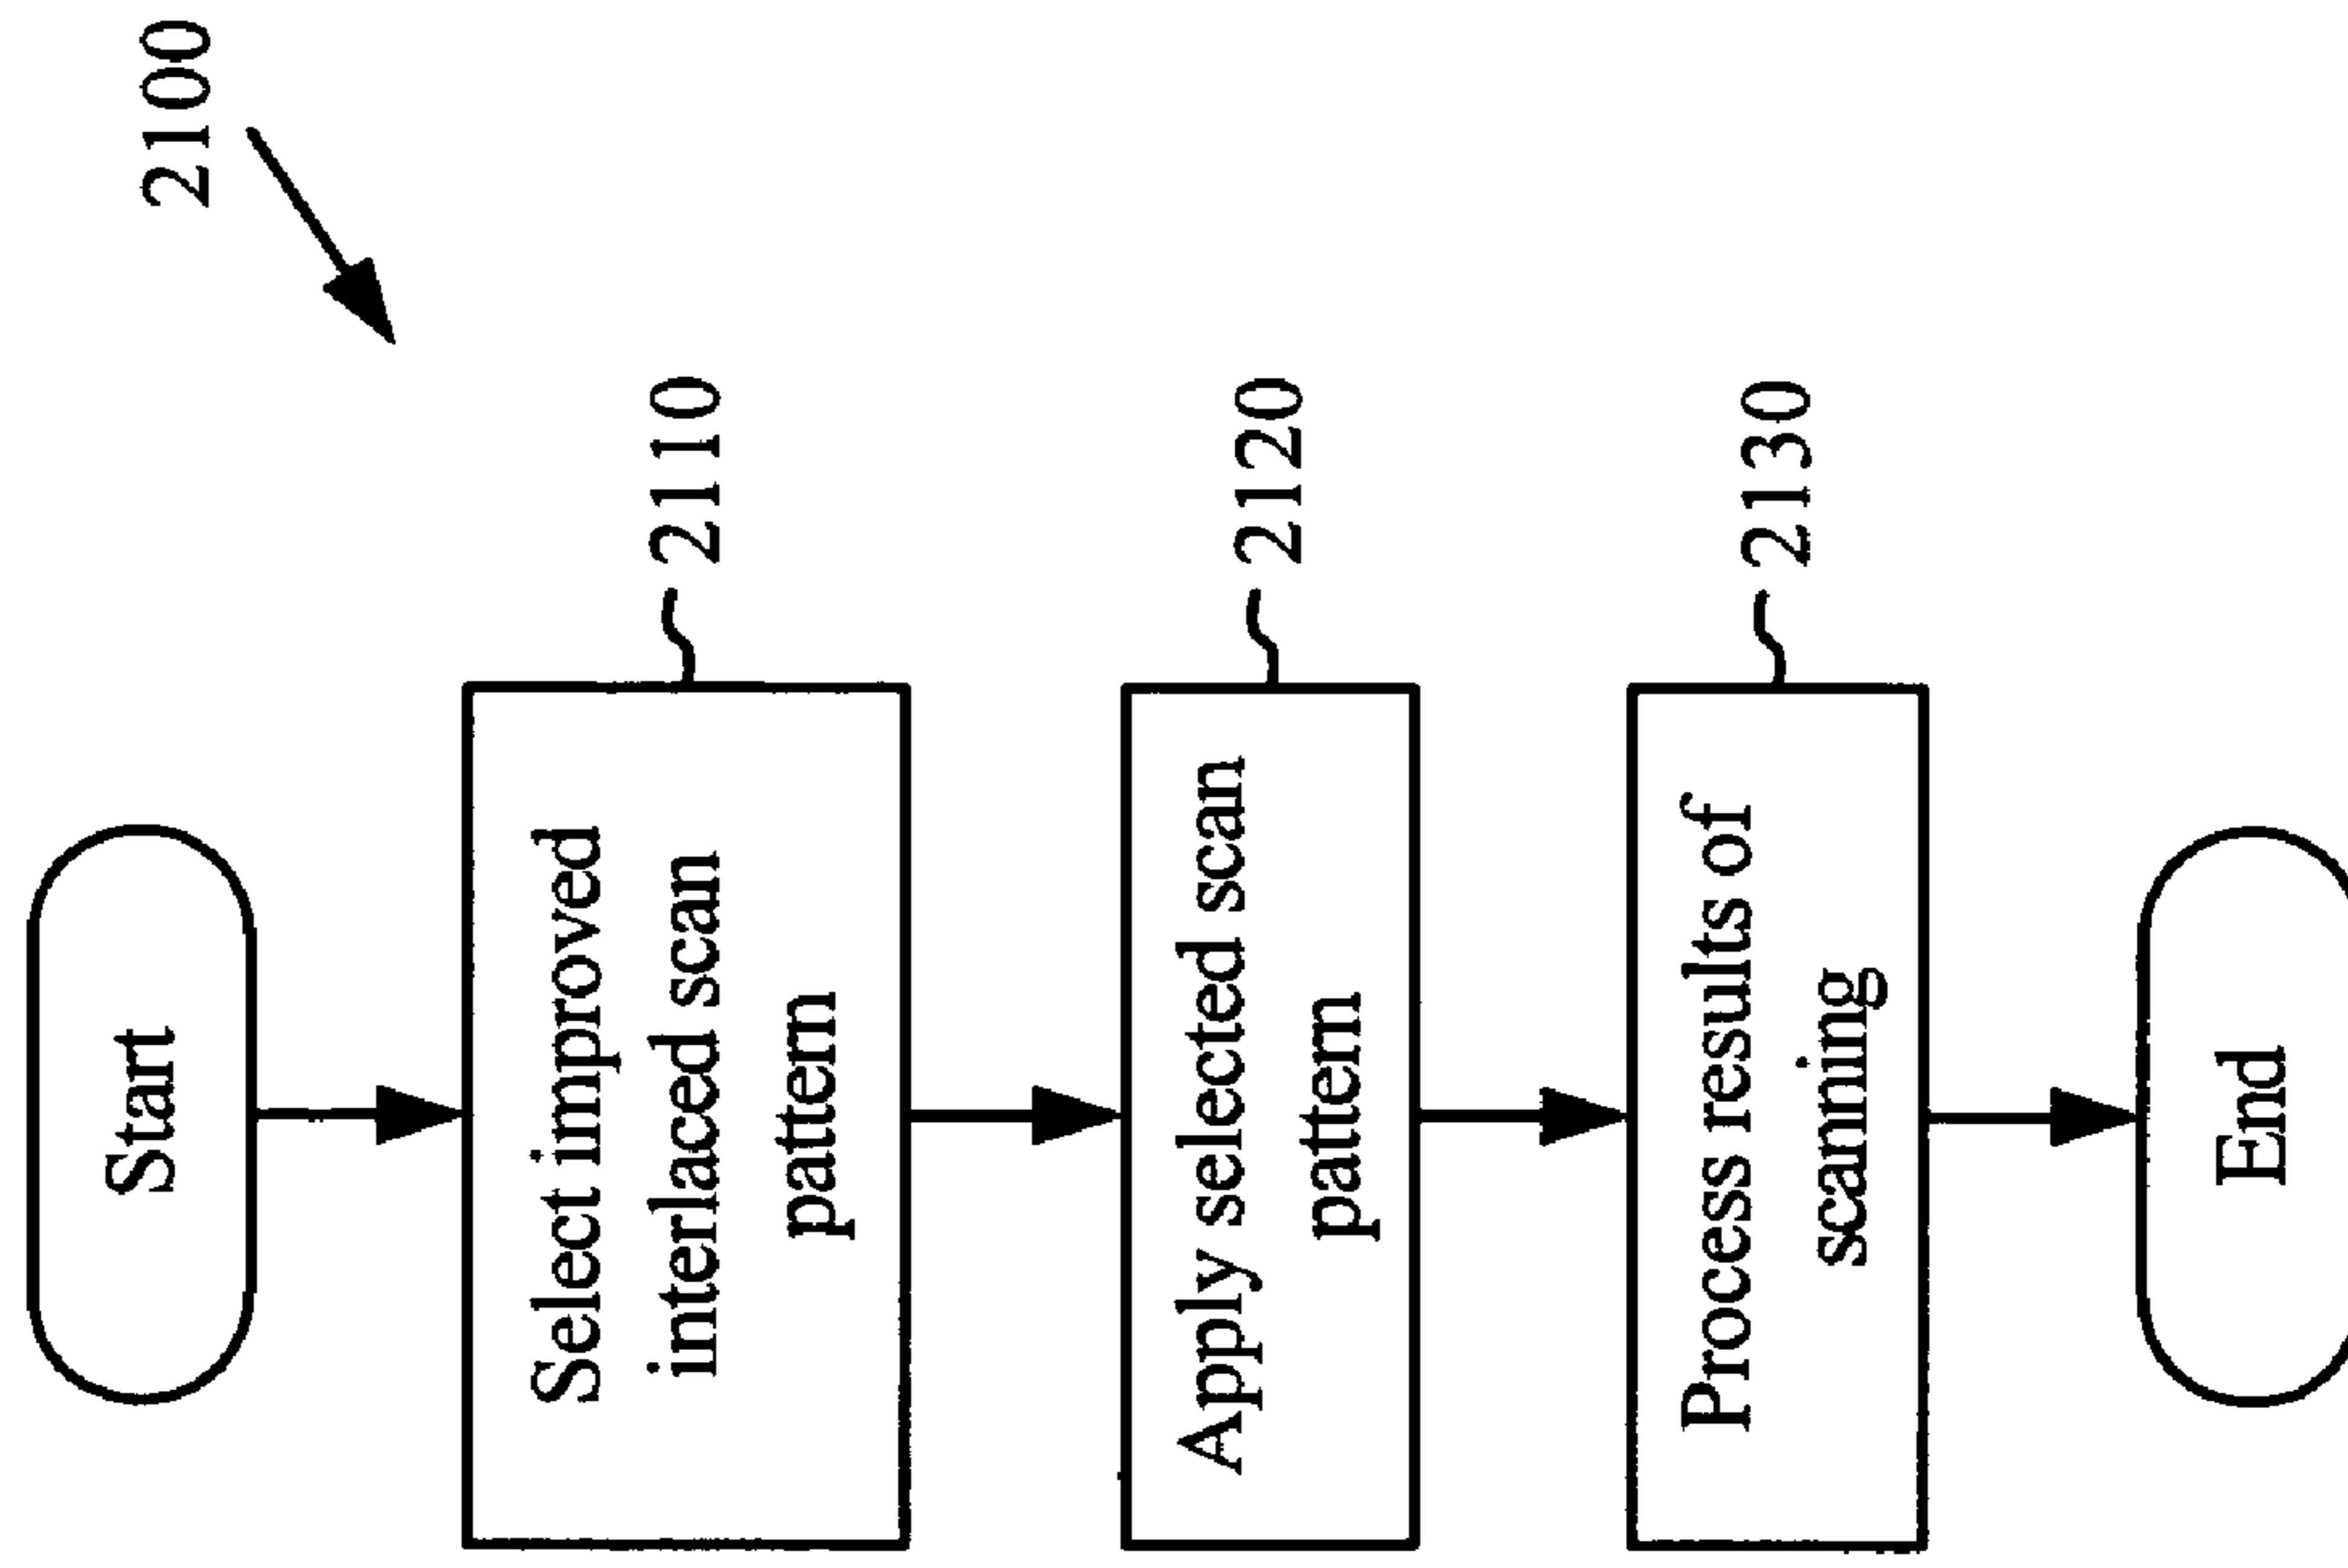 2100
Start
Select improved
interlaced scan
pattern
2110
Apply selected scan
pattern
2120
Process results of
scanning
2130
End